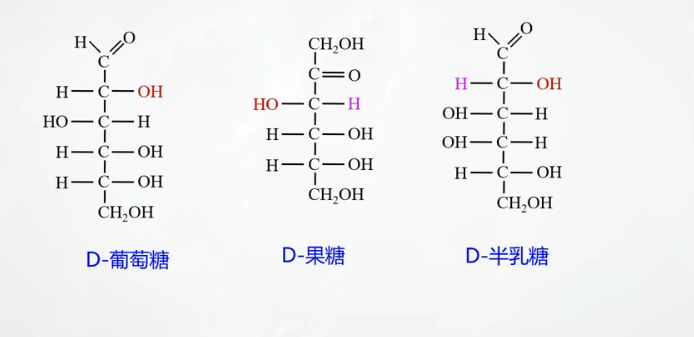 H O
C
H—C—OH
HO—C—H
H—C—OH
H—C—OH
CH₂OH
D-葡萄糖
CH₂OH
C=O
HO—C—H
H—C—OH
H—C—OH
CH₂OH
D-果糖
H O
C
H—C—OH
OH—C—H
OH—C—H
H—C—OH
CH₂OH
D-半乳糖